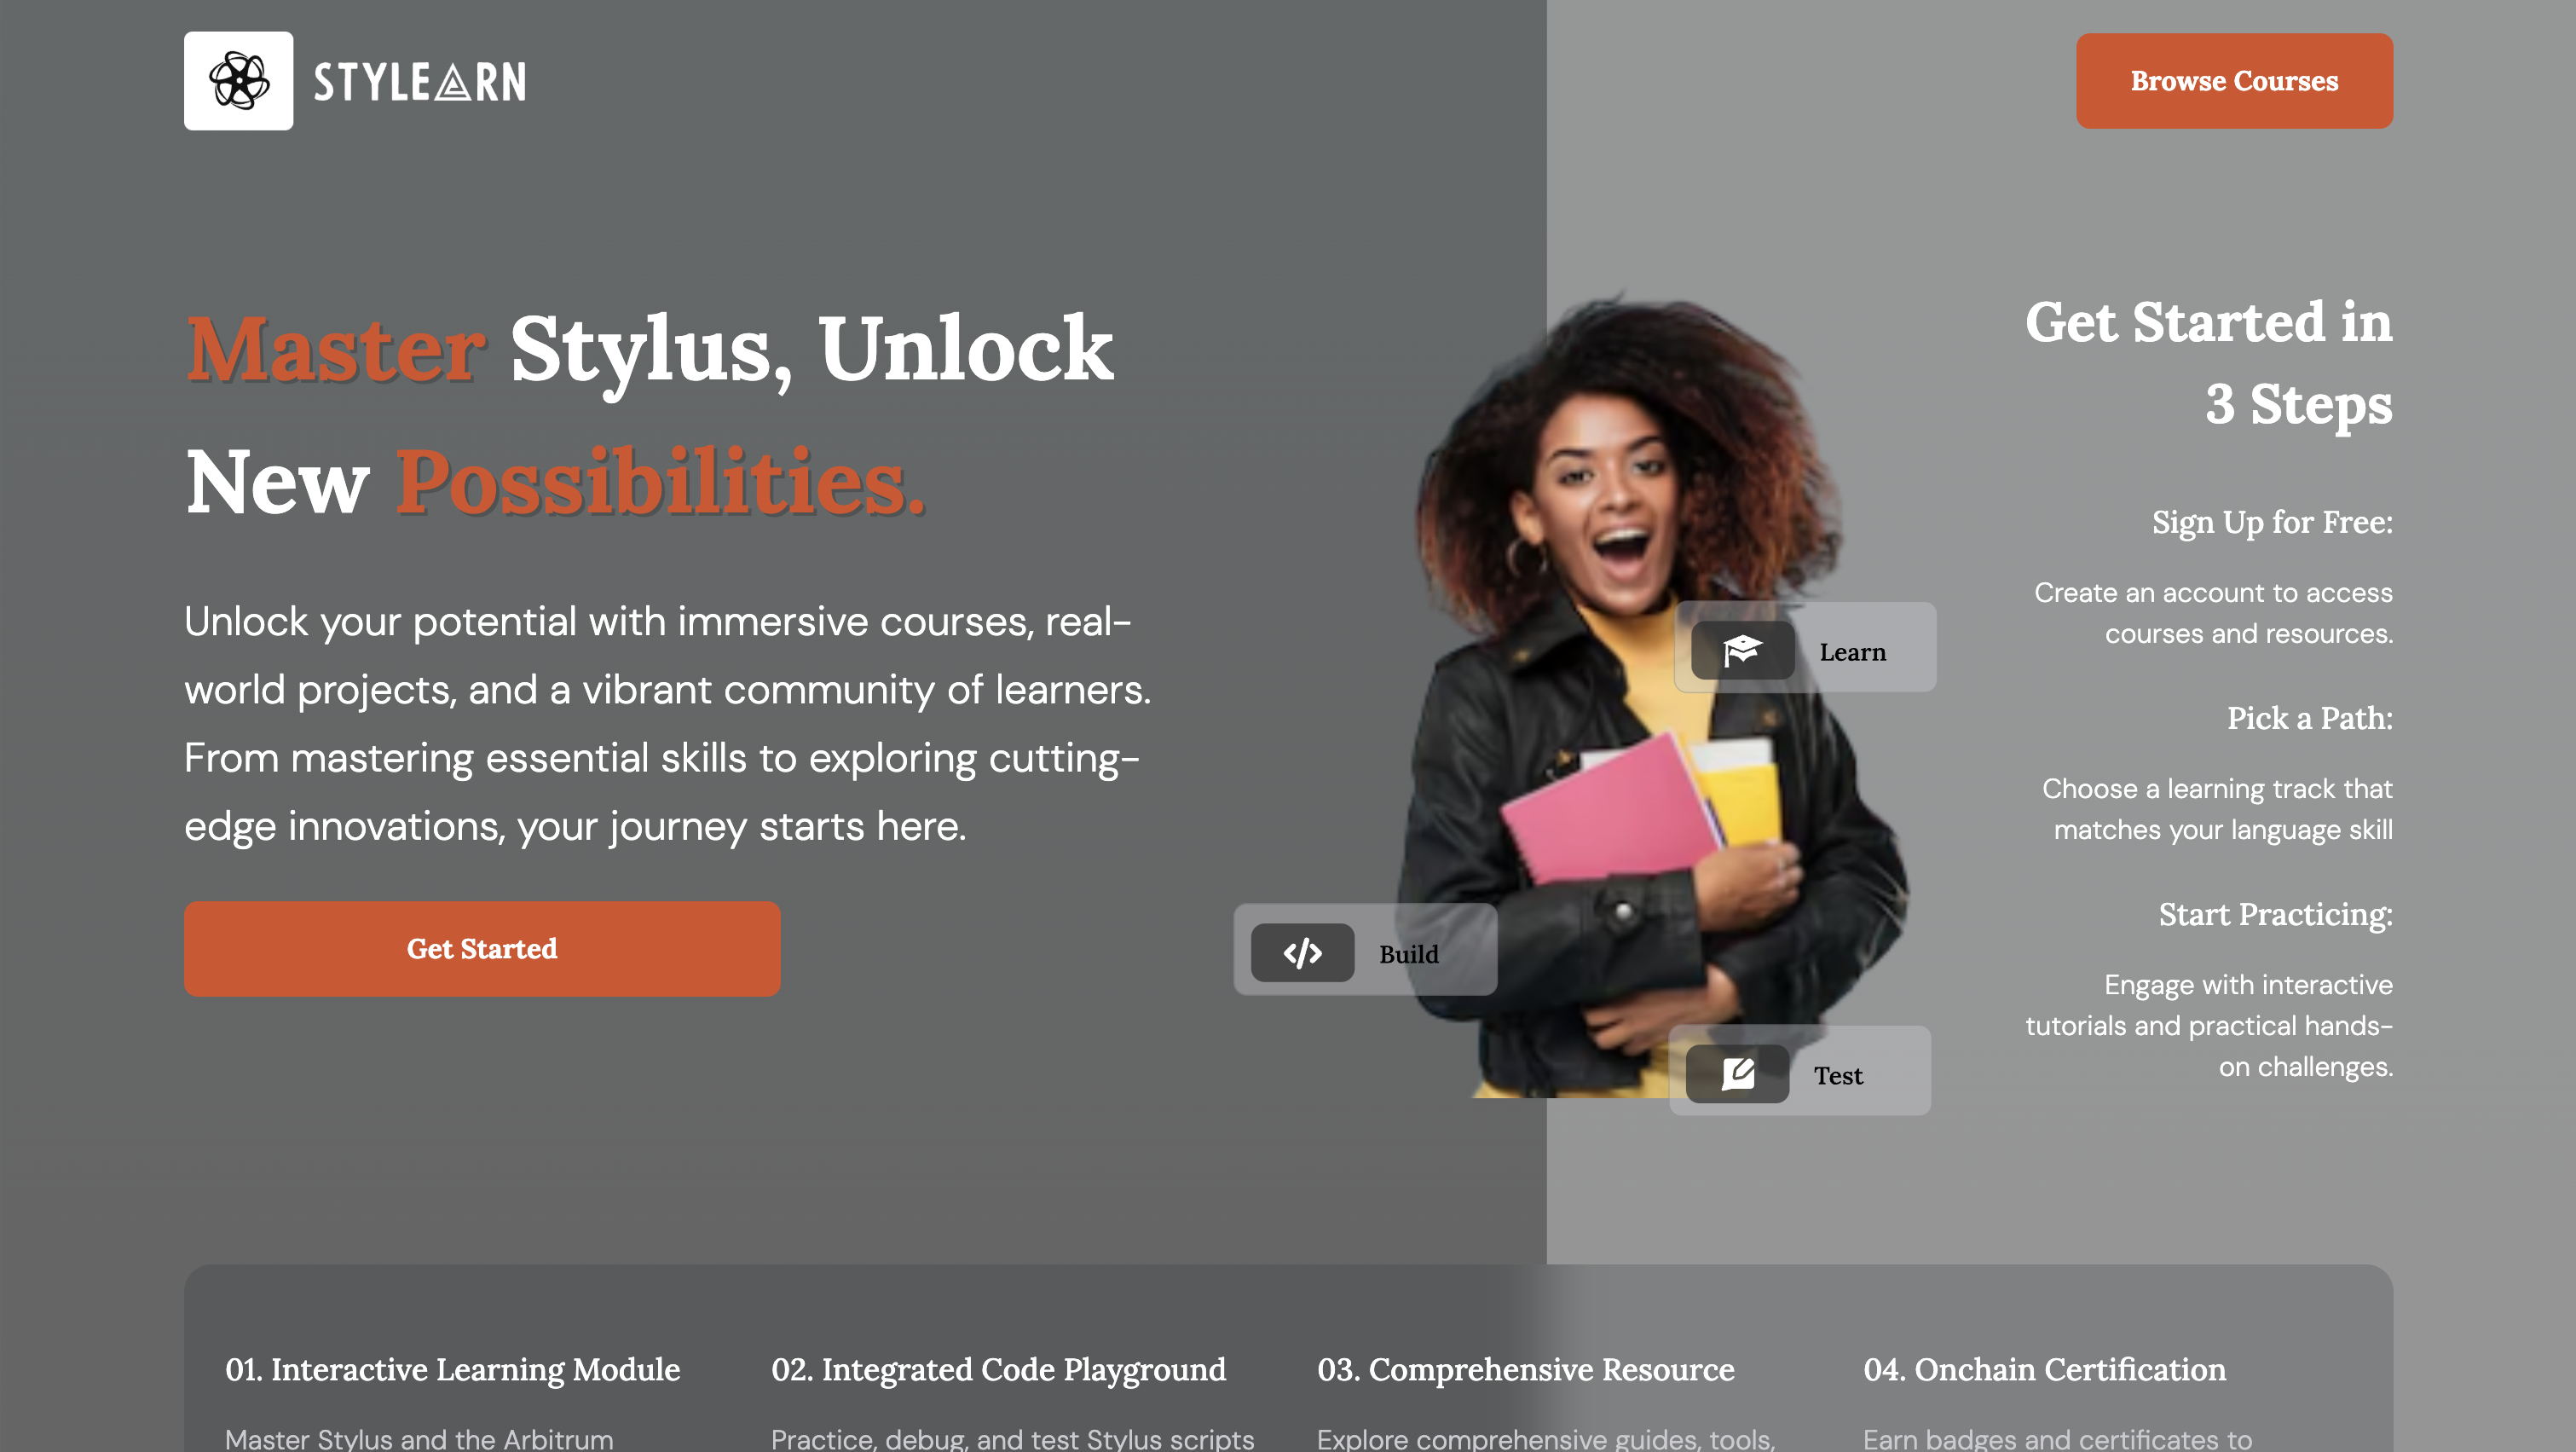 STYLEARN
Browse Courses
Master Stylus, Unlock
New Possibilities.
Unlock your potential with immersive courses, real-
world projects, and a vibrant community of learners.
From mastering essential skills to exploring cutting-
edge innovations, your journey starts here.
Get Started
Learn
Build
Test
Get Started in
3 Steps
Sign Up for Free:
Create an account to access
courses and resources.
Pick a Path:
Choose a learning track that
matches your language skill
Start Practicing:
Engage with interactive
tutorials and practical hands-
on challenges.
01. Interactive Learning Module
Master Stylus and the Arbitrum
02. Integrated Code Playground
Practice, debug, and test Stylus scripts
03. Comprehensive Resource
Explore comprehensive guides, tools,
04. Onchain Certification
Earn badges and certificates to